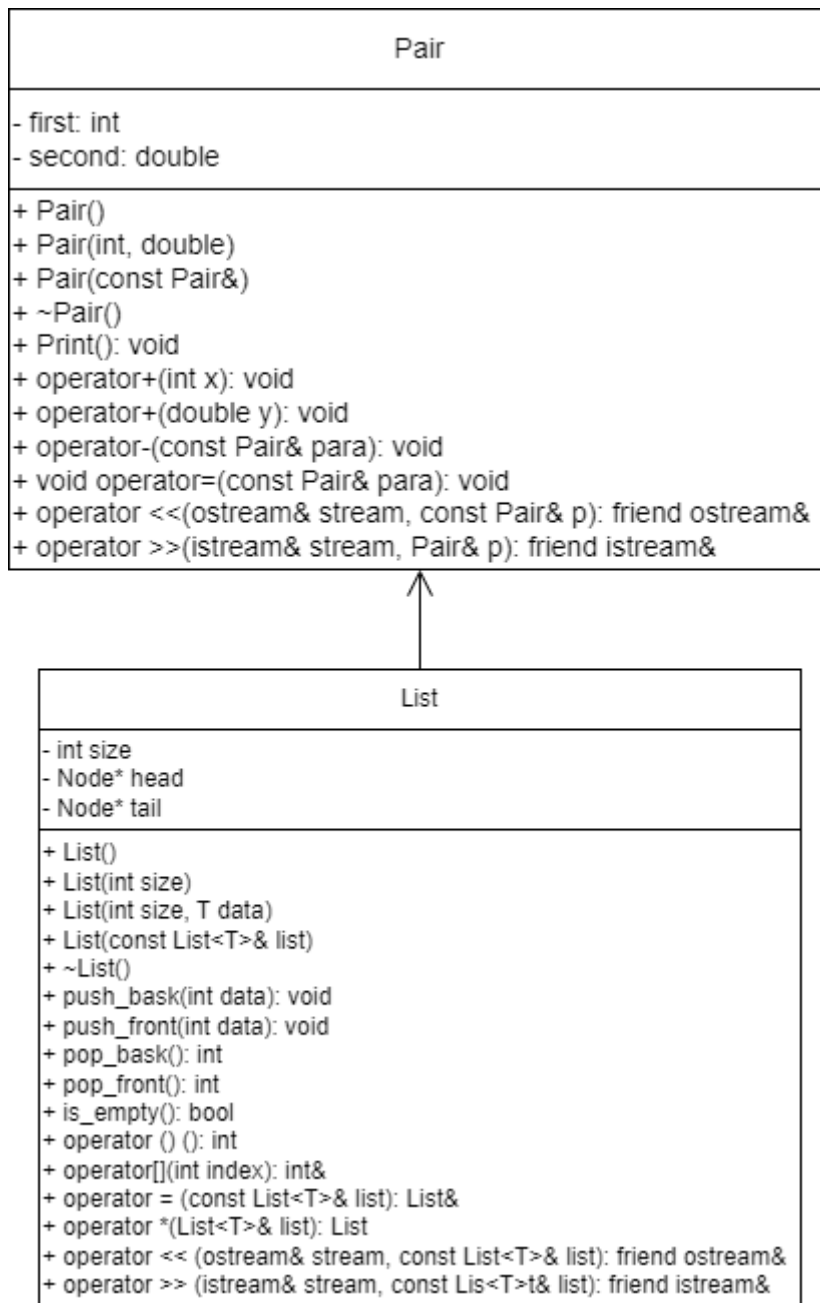 Pair
- first: int
- second: double
+ Pair()
+ Pair(int, double)
+ Pair(const Pair&)
+ ~Pair()
+ Print(): void
+ operator+(int x): void
+ operator+(double y): void
+ operator-(const Pair& para): void
+ void operator=(const Pair& para): void
+ operator <<(ostream& stream, const Pair& p): friend ostream&
+ operator >>(istream& stream, Pair& p): friend istream&
List
- int size
- Node* head
- Node* tail
+ List()
+ List(int size)
+ List(int size, T data)
+ List(const List<T>& list)
+ ~List()
+ push_bask(int data): void
+ push_front(int data): void
+ pop_bask(): int
+ pop_front(): int
+ is_empty(): bool
+ operator () (): int
+ operator[](int index): int&
+ operator = (const List<T>& list): List&
+ operator *(List<T>& list): List
+ operator << (ostream& stream, const List<T>& list): friend ostream&
+ operator >> (istream& stream, const Lis<T>t& list): friend istream&